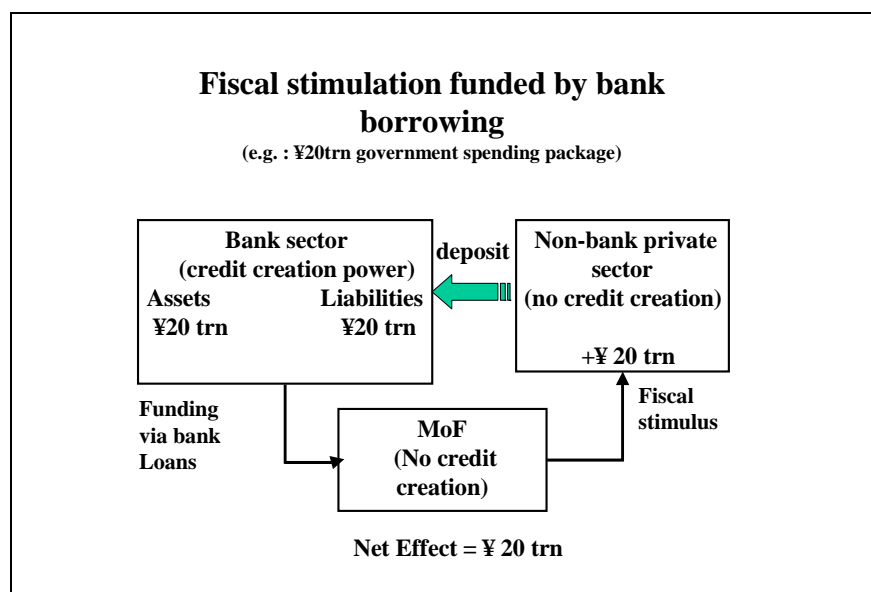 Fiscal stimulation funded by bank
borrowing
(e.g. : ¥20trn government spending package)
Bank sector
(credit creation power)
Assets Liabilities
¥20 trn ¥20 trn
deposit
Non-bank private
sector
(no credit creation)
+¥ 20 trn
Funding
via bank
Loans
MoF
(No credit
creation)
Fiscal
stimulus
Net Effect = ¥ 20 trn